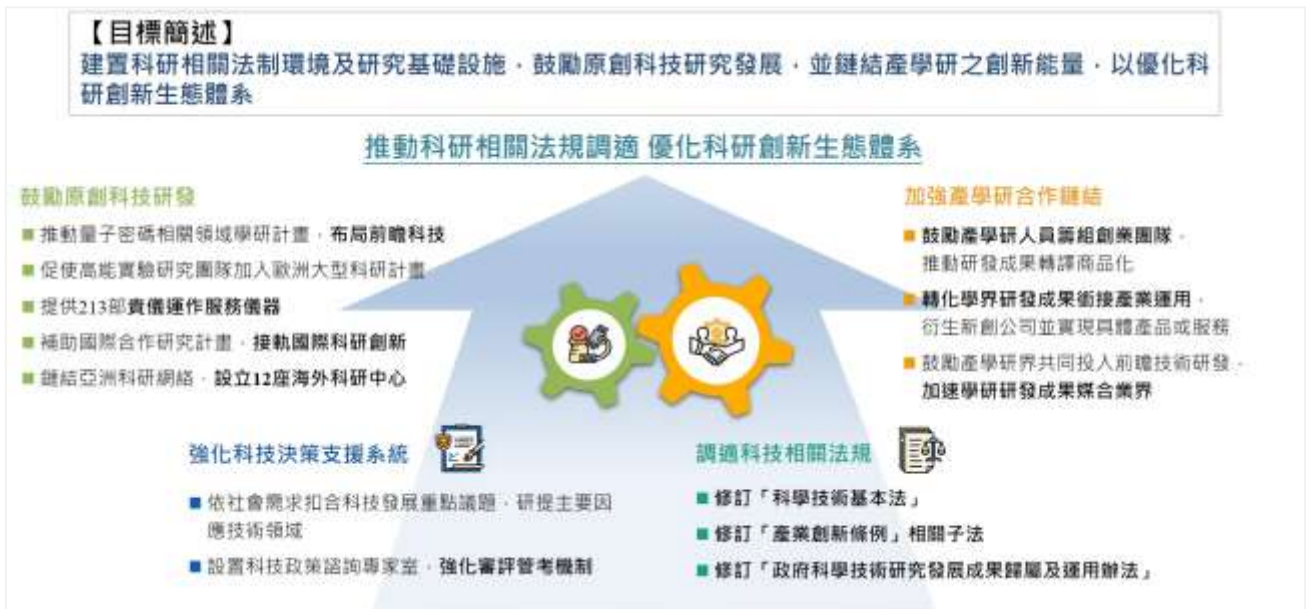 【目標簡述】
建置科研相關法制環境及研究基礎設施，鼓勵原創科技研究發展，並鏈結產學研之創新能量，以優化科
研創新生態體系
推動科研相關法規調適 優化科研創新生態體系
鼓勵原創科技研發
■ 推動量子密碼相關領域學研計畫，布局前瞻科技
■ 促使高能實驗研究團隊加入歐洲大型科研計畫
■ 提供213部貴儀運作服務儀器
■ 補助國際合作研究計畫，接軌國際科研創新
■ 鏈結亞洲科研網絡，設立12座海外科研中心
加強產學研合作鏈結
■ 鼓勵產學研人員籌組創業團隊，
推動研發成果轉譯商品化
■ 轉化學界研發成果銜接產業運用，
衍生新創公司並實現具體產品或服務
■ 鼓勵產學研界共同投入前瞻技術研發，
加速學研研發成果媒合業界
強化科技決策支援系統
■ 依社會需求扣合科技發展重點議題，研提主要因
應技術領域
■ 設置科技政策諮詢專家室，強化審評管考機制
調適科技相關法規
■ 修訂「科學技術基本法」
■ 修訂「產業創新條例」相關子法
■ 修訂「政府科學技術研究發展成果歸屬及運用辦法」